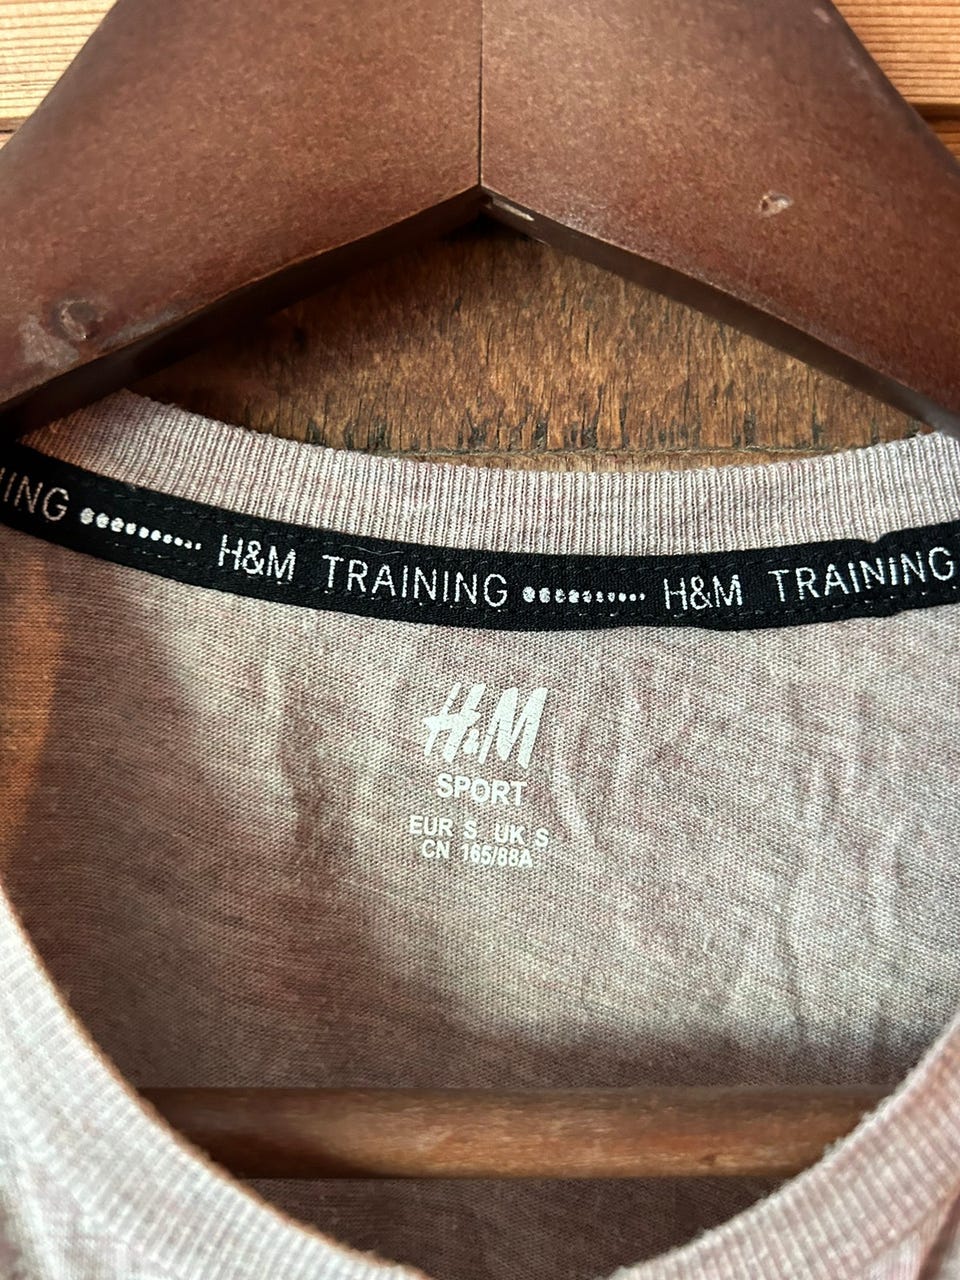 ING H&M TRAINING H&M TRAINING
H&M
SPORT
EUR S UK S
CN 165/88A